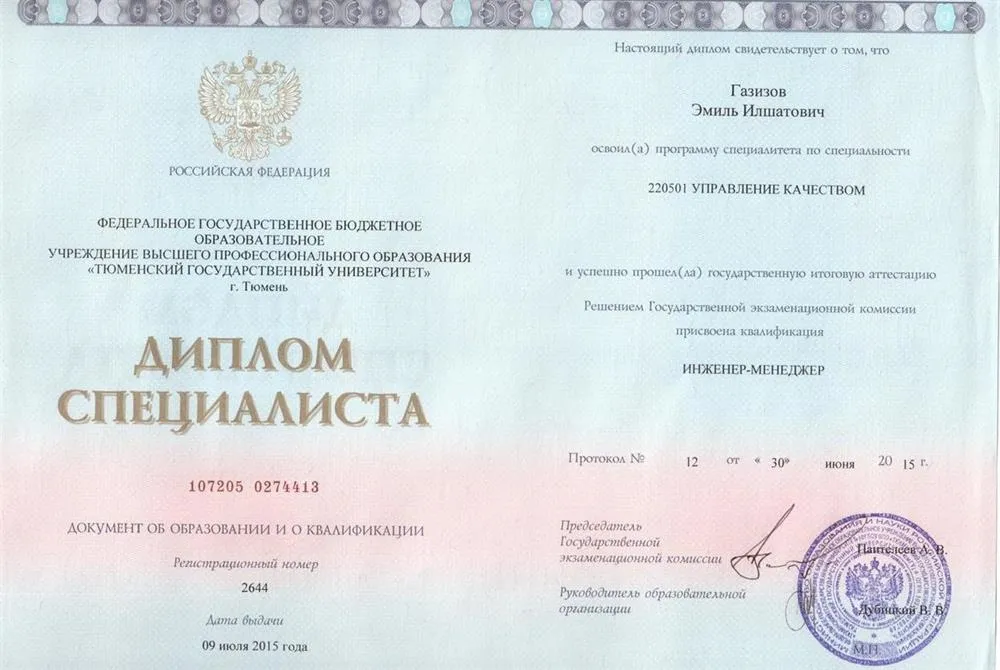 РОССИЙСКАЯ ФЕДЕРАЦИЯ
ФЕДЕРАЛЬНОЕ ГОСУДАРСТВЕННОЕ БЮДЖЕТНОЕ
ОБРАЗОВАТЕЛЬНОЕ
УЧРЕЖДЕНИЕ ВЫСШЕГО ПРОФЕССИОНАЛЬНОГО ОБРАЗОВАНИЯ
«ТЮМЕНСКИЙ ГОСУДАРСТВЕННЫЙ УНИВЕРСИТЕТ»
г. Тюмень
ДИПЛОМ
СПЕЦИАЛИСТА
107205 0274413
ДОКУМЕНТ ОБ ОБРАЗОВАНИИ И О КВАЛИФИКАЦИИ
Регистрационный номер
2644
Дата выдачи
09 июля 2015 года
Настоящий диплом свидетельствует о том, что
Газизов
Эмиль Илшатович
освоил(а) программу специалитета по специальности
220501 УПРАВЛЕНИЕ КАЧЕСТВОМ
и успешно прошел(ла) государственную итоговую аттестацию
Решением Государственной экзаменационной комиссии
присвоена квалификация
ИНЖЕНЕР-МЕНЕДЖЕР
Протокол № 12 от « 30» июня 20 15 г.
Председатель
Государственной
экзаменационной комиссии
Пантелеев А. В.
Руководитель образовательной
организации
Дубицкий В. В.
М.П.